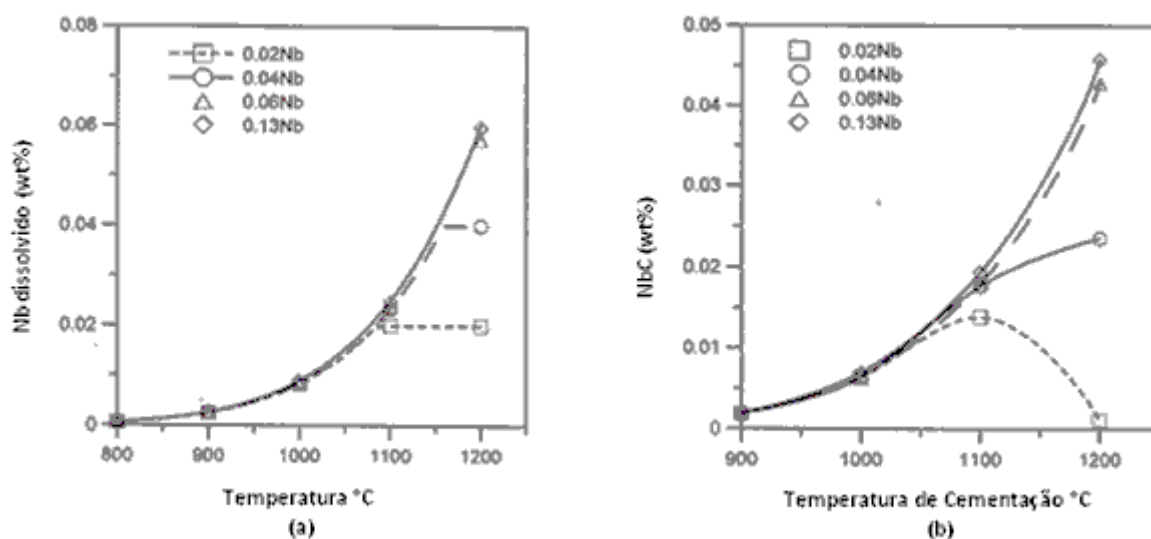 0.08
0.06
0.04
0.02
0
Nb dissolvido (wt%)
0.02Nb
0.04Nb
0.06Nb
0.13Nb
800 900 1000 1100 1200
Temperatura °C
(a)
0.05
0.04
0.03
0.02
0.01
0
NbC (wt%)
0.02Nb
0.04Nb
0.06Nb
0.13Nb
900 1000 1100 1200
Temperatura de Cementação °C
(b)